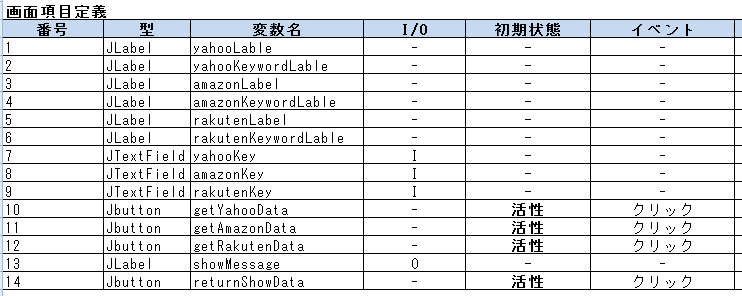 画面項目定義
番号 型 変数名 I/O 初期状態 イベント
1 JLabel yahooLable - - -
2 JLabel yahooKeywordLable - - -
3 JLabel amazonLabel - - -
4 JLabel amazonKeywordLable - - -
5 JLabel rakutenLabel - - -
6 JLabel rakutenKeywordLable - - -
7 JTextField yahooKey I - -
8 JTextField amazonKey I - -
9 JTextField rakutenKey I - -
10 Jbutton getYahooData - 活性 クリック
11 Jbutton getAmazonData - 活性 クリック
12 Jbutton getRakutenData - 活性 クリック
13 JLabel showMessage O - -
14 Jbutton returnShowData - 活性 クリック